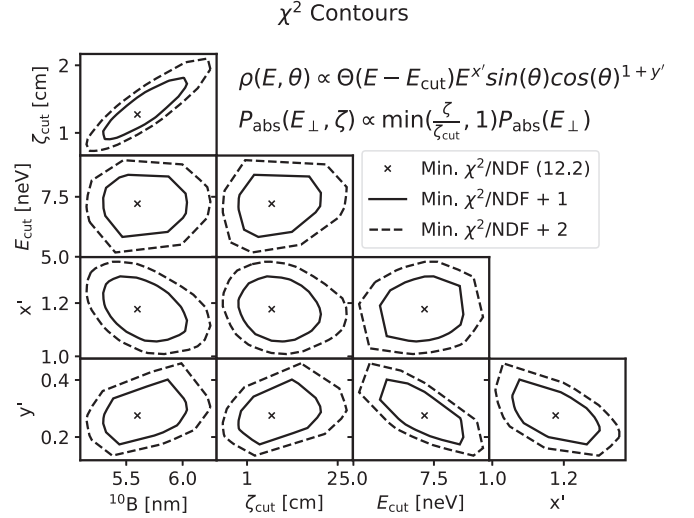 χ² Contours
ρ(E, θ) ∝ Θ(E − E_cut)E^x′ sin(θ)cos(θ)^1+y′
P_abs(E_⊥, ζ) ∝ min(ζ/ζ_cut, 1)P_abs(E_⊥)
× Min. χ²/NDF (12.2)
Min. χ²/NDF + 1
Min. χ²/NDF + 2
ζ_cut [cm]
2
1
E_cut [neV]
7.5
5.0
x'
1.2
1.0
y'
0.4
0.2
5.5 6.0 1 25.0 7.5 1.0 1.2
¹⁰B [nm] ζ_cut [cm] E_cut [neV] x'